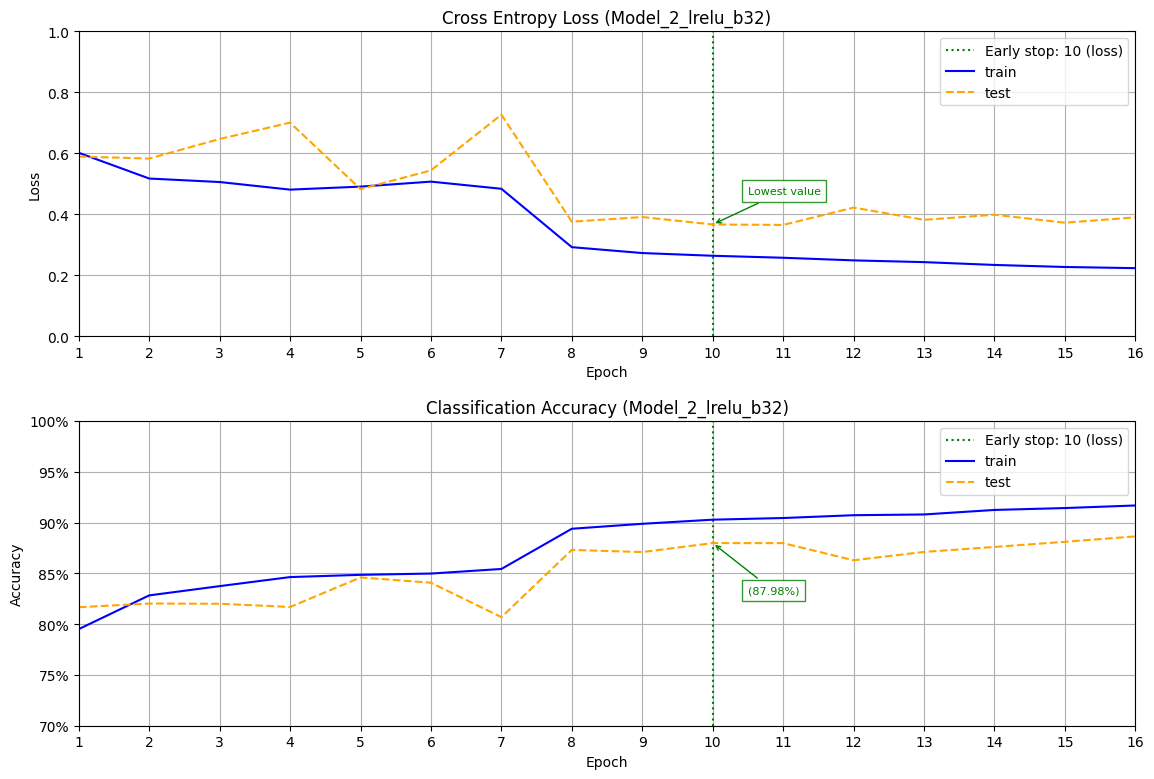 Cross Entropy Loss (Model_2_lrelu_b32)
1.0
0.8
0.6
0.4
0.2
0.0
Loss
Early stop: 10 (loss)
train
test
Lowest value
1 2 3 4 5 6 7 8 9 10 11 12 13 14 15 16
Epoch
Classification Accuracy (Model_2_lrelu_b32)
100%
95%
90%
85%
80%
75%
70%
Accuracy
Early stop: 10 (loss)
train
test
(87.98%)
1 2 3 4 5 6 7 8 9 10 11 12 13 14 15 16
Epoch